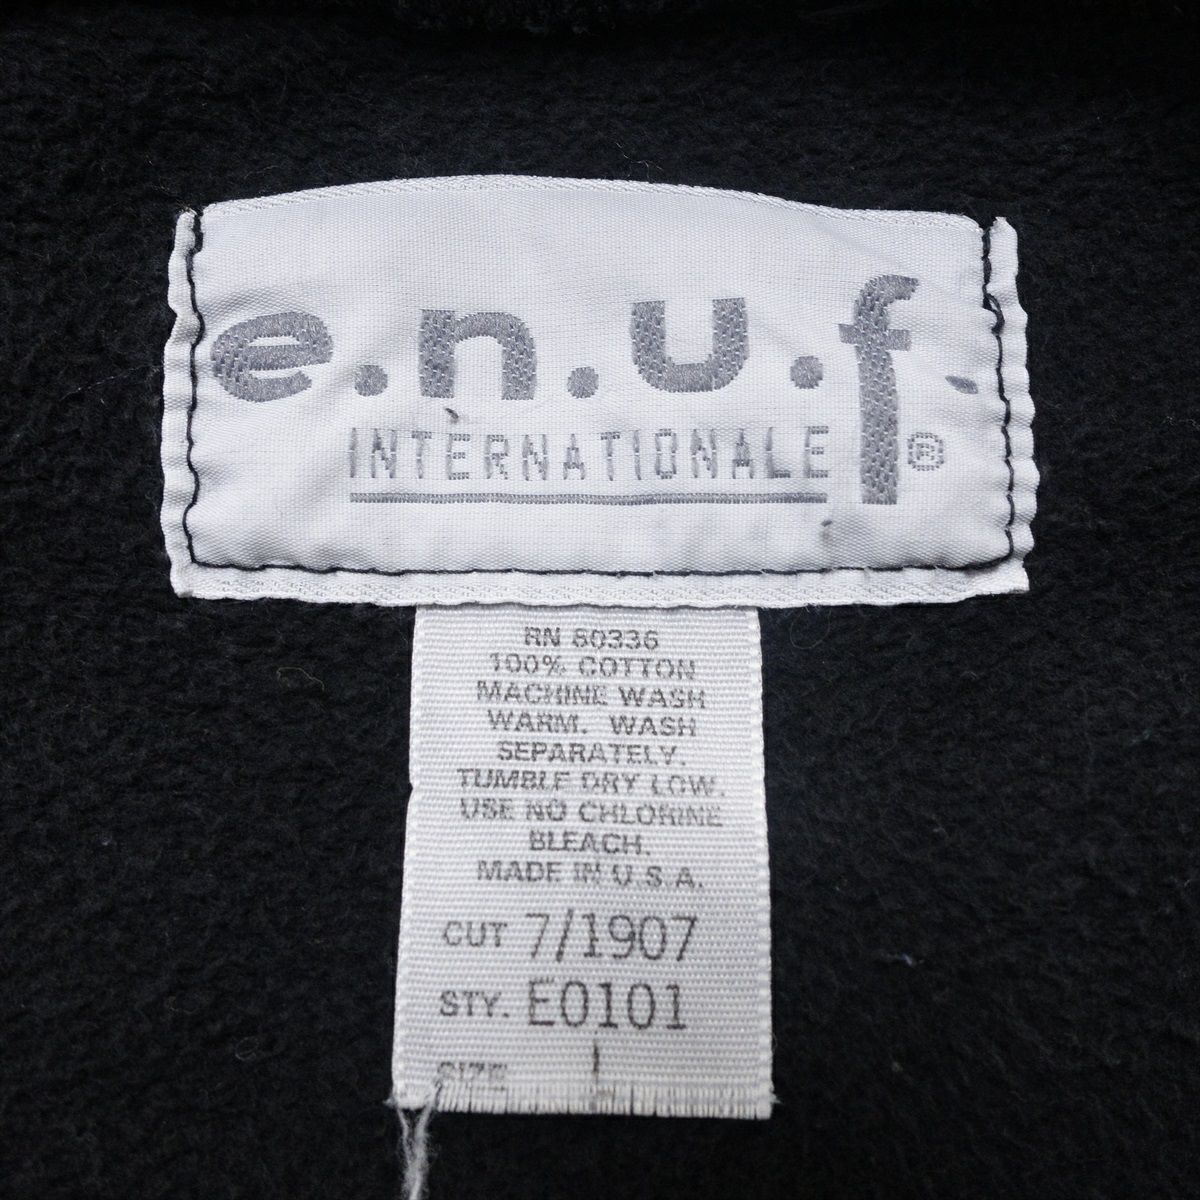 e.n.u.f.
INTERNATIONALE ®
RN 80336
100% COTTON
MACHINE WASH
WARM. WASH
SEPARATELY.
TUMBLE DRY LOW.
USE NO CHLORINE
BLEACH.
MADE IN U.S.A.
CUT 7/1907
STY. E0101
SIZE